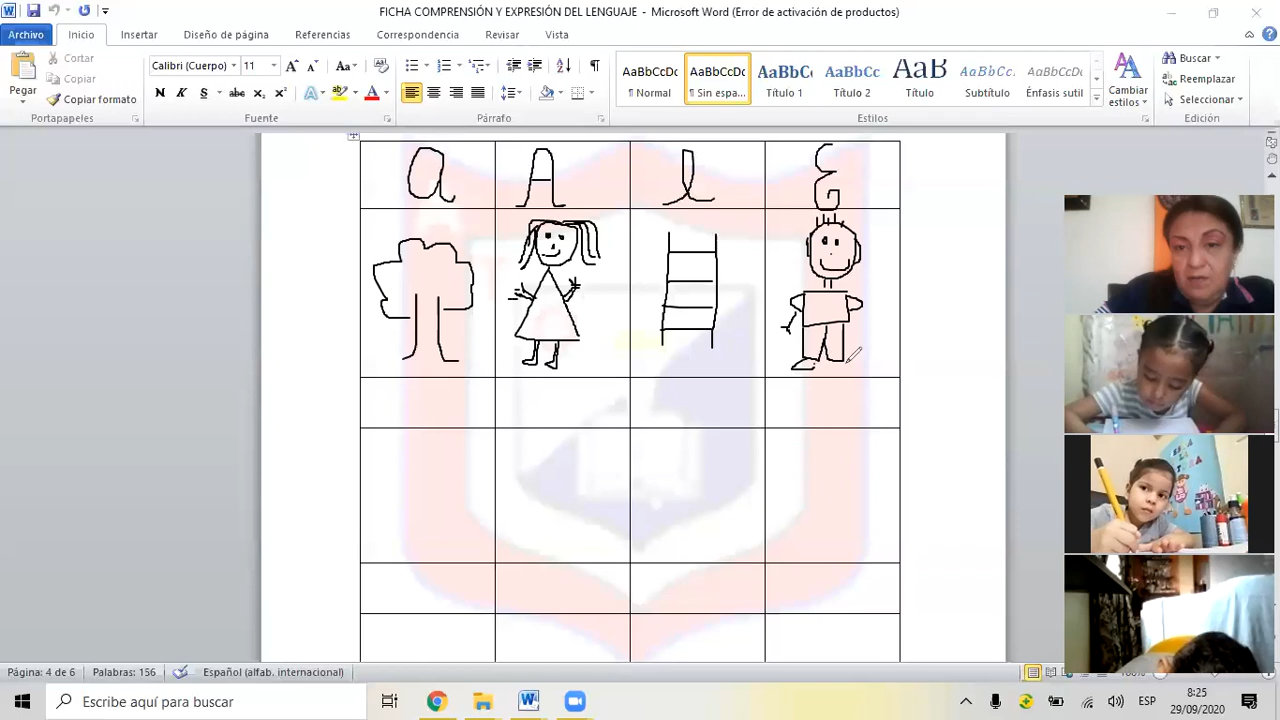 FICHA COMPRENSIÓN Y EXPRESIÓN DEL LENGUAJE - Microsoft Word (Error de activación de productos)
Archivo Inicio Insertar Diseño de página Referencias Correspondencia Revisar Vista
Pegar
Cortar
Copiar
Copiar formato
Portapapeles
Calibri (Cuerpo) 11
N K S abc x₂ x²
Fuente
Párrafo
AaBbCcDc AaBbCcDc AaBbC AaBbCc AaB AaBbCc. AaBbCcDc
¶ Normal ¶ Sin espa... Título 1 Título 2 Título Subtítulo Énfasis sutil
Cambiar estilos
Estilos
Buscar
Reemplazar
Seleccionar
Edición
a A e E
Página: 4 de 6 Palabras: 156 Español (alfab. internacional)
Escribe aquí para buscar
ESP
8:25
29/09/2020